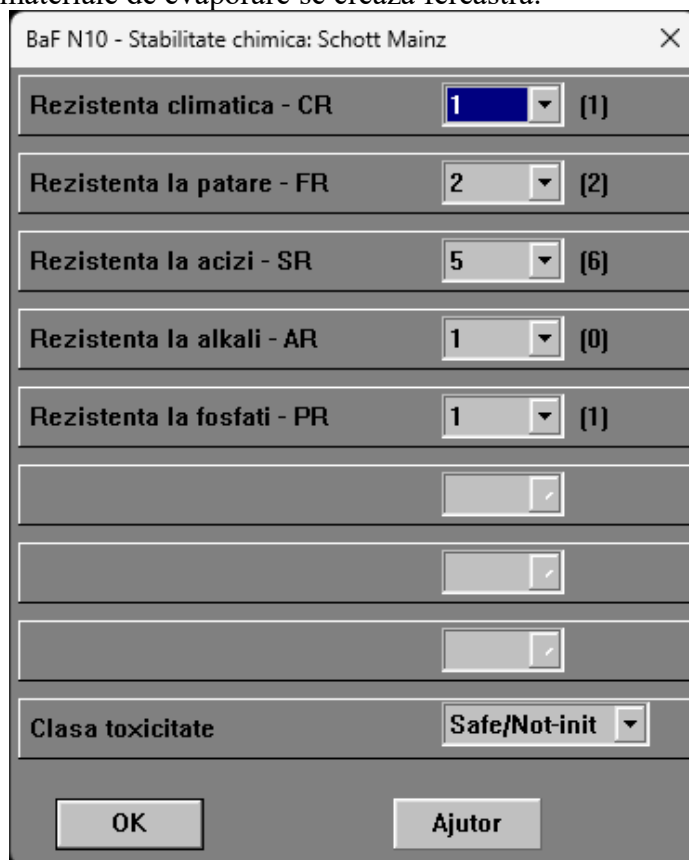 materiale de evaporare se creaza fereastra:
BaF N10 - Stabilitate chimica: Schott Mainz
Rezistenta climatica - CR 1 (1)
Rezistenta la patare - FR 2 (2)
Rezistenta la acizi - SR 5 (6)
Rezistenta la alkali - AR 1 (0)
Rezistenta la fosfati - PR 1 (1)
Clasa toxicitate Safe/Not-init
OK Ajutor